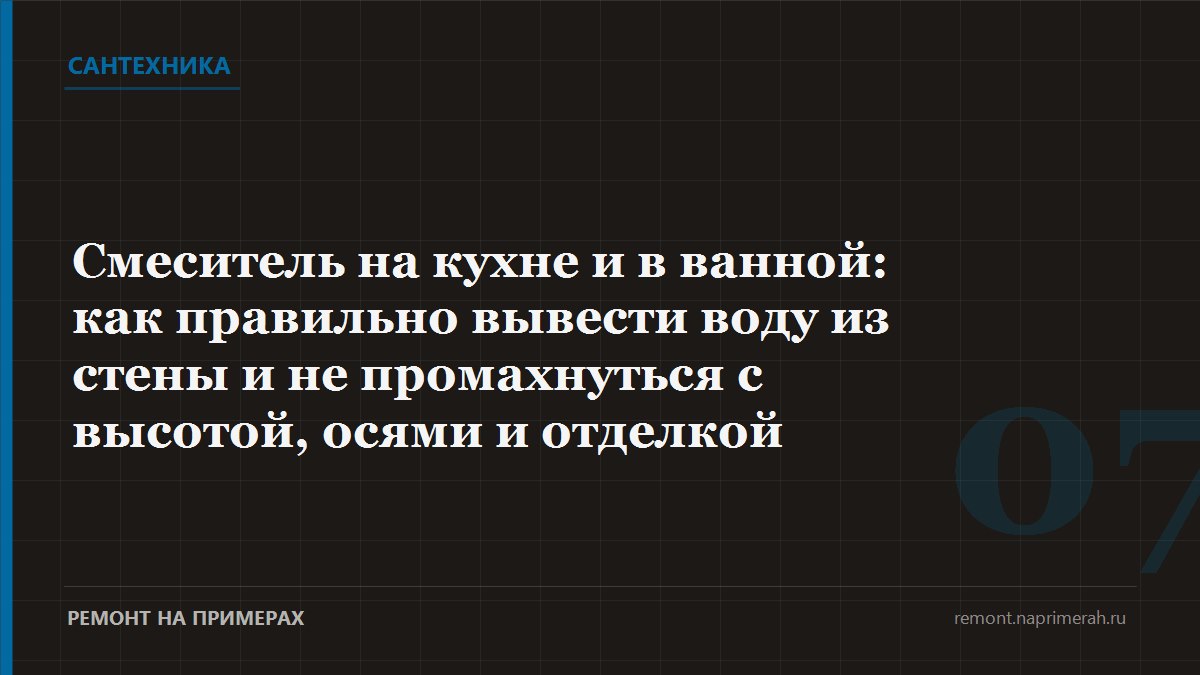 САНТЕХНИКА
Смеситель на кухне и в ванной:
как правильно вывести воду из
стены и не промахнуться с
высотой, осями и отделкой
07
РЕМОНТ НА ПРИМЕРАХ
remont.naprimerah.ru